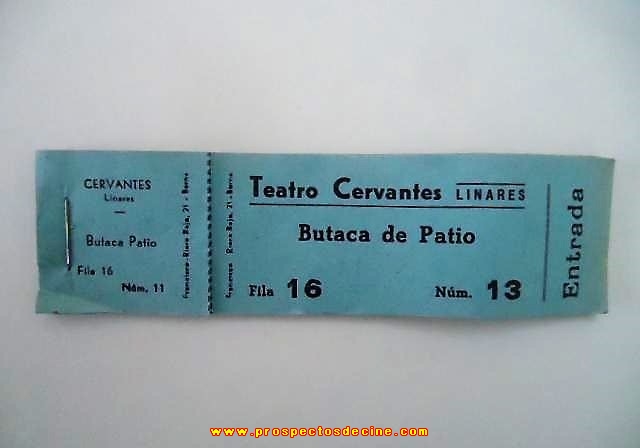 CERVANTES
Linares
Butaca Patio
Fila 16
Núm. 11
Teatro Cervantes LINARES
Butaca de Patio
Fila 16 Núm. 13
Entrada
www.prospectosdecine.com